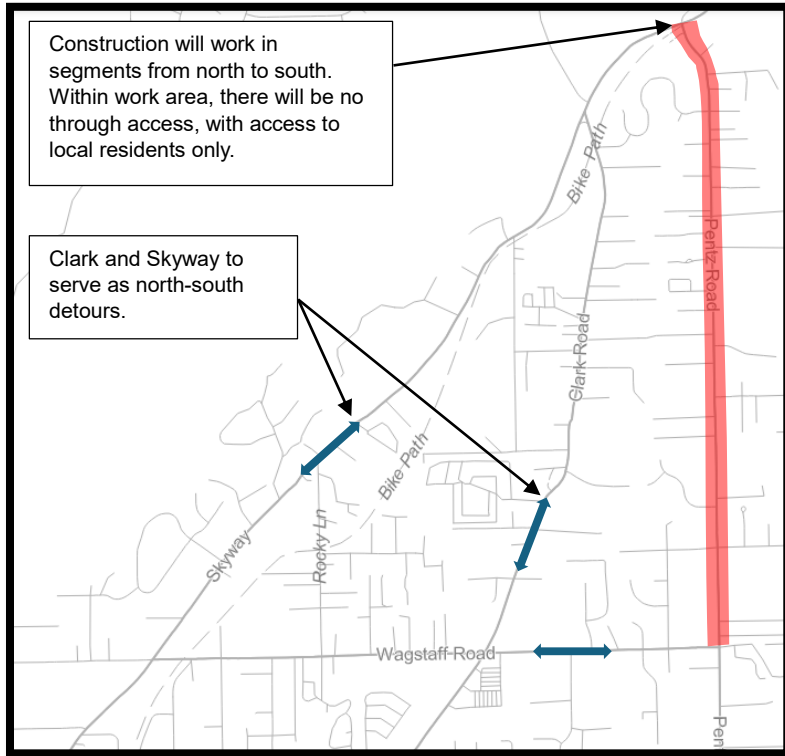 Construction will work in
segments from north to south.
Within work area, there will be no
through access, with access to
local residents only.
Bike Path
Pentz Road
Clark and Skyway to
serve as north-south
detours.
Clark Road
Bike Path
Skyway
Rocky Ln
Wagstaff Road
Pen